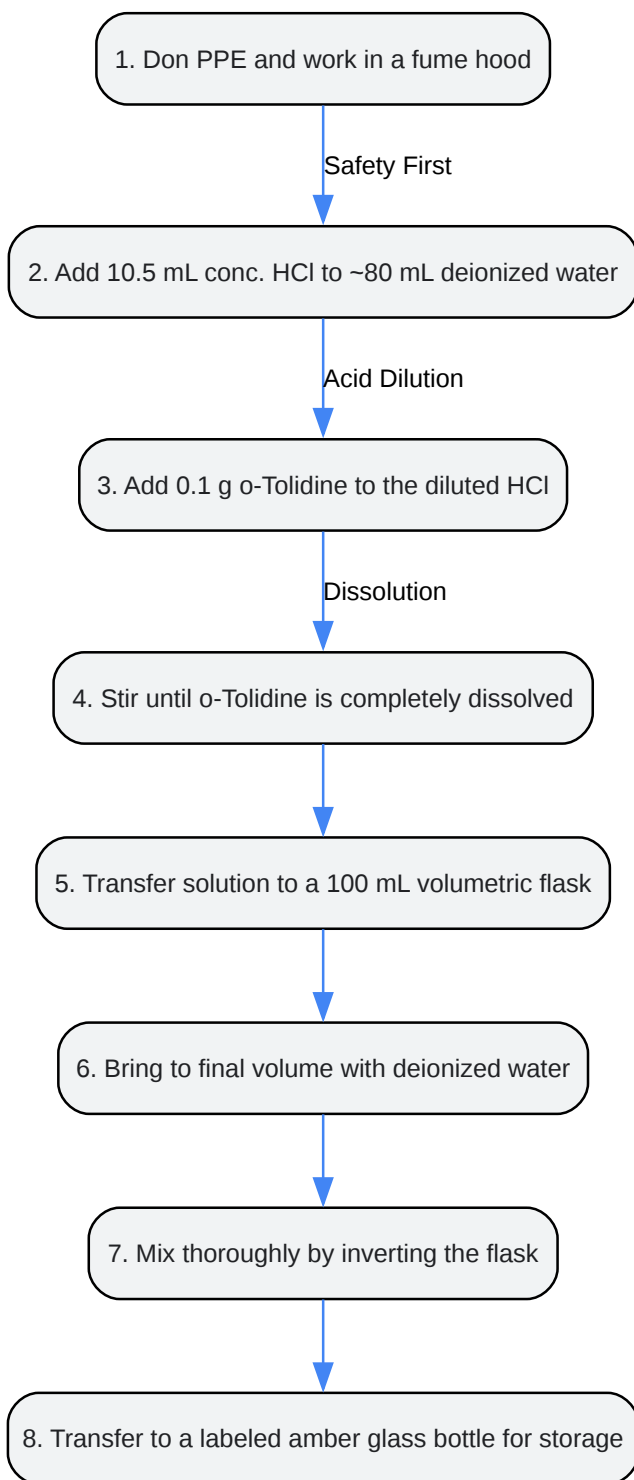 1. Don PPE and work in a fume hood
Safety First
2. Add 10.5 mL conc. HCl to ~80 mL deionized water
Acid Dilution
3. Add 0.1 g o-Tolidine to the diluted HCl
Dissolution
4. Stir until o-Tolidine is completely dissolved
5. Transfer solution to a 100 mL volumetric flask
6. Bring to final volume with deionized water
7. Mix thoroughly by inverting the flask
8. Transfer to a labeled amber glass bottle for storage